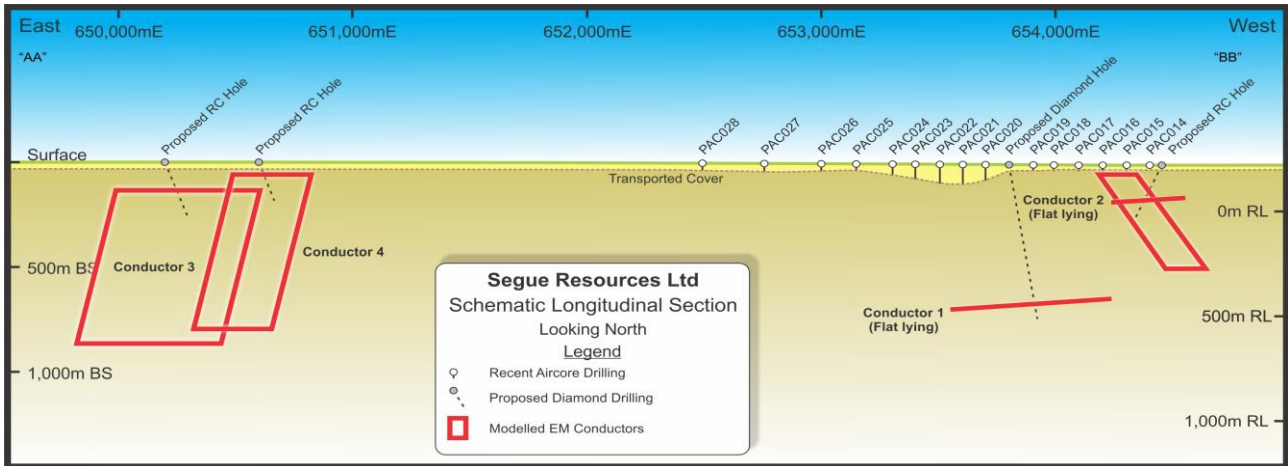 East
West
650,000mE
651,000mE
652,000mE
653,000mE
654,000mE
"AA"
"BB"
Proposed RC Hole
Proposed RC Hole
PAC028
PAC027
PAC026
PAC025
PAC024
PAC023
PAC022
PAC021
PAC020
Proposed Diamond Hole
PAC019
PAC018
PAC017
PAC016
PAC015
PAC014
Proposed RC Hole
Surface
Transported Cover
Conductor 2
(Flat lying)
0m RL
Conductor 3
Conductor 4
500m BS
Conductor 1
(Flat lying)
500m RL
1,000m BS
1,000m RL
Segue Resources Ltd
Schematic Longitudinal Section
Looking North
Legend
Recent Aircore Drilling
Proposed Diamond Drilling
Modelled EM Conductors